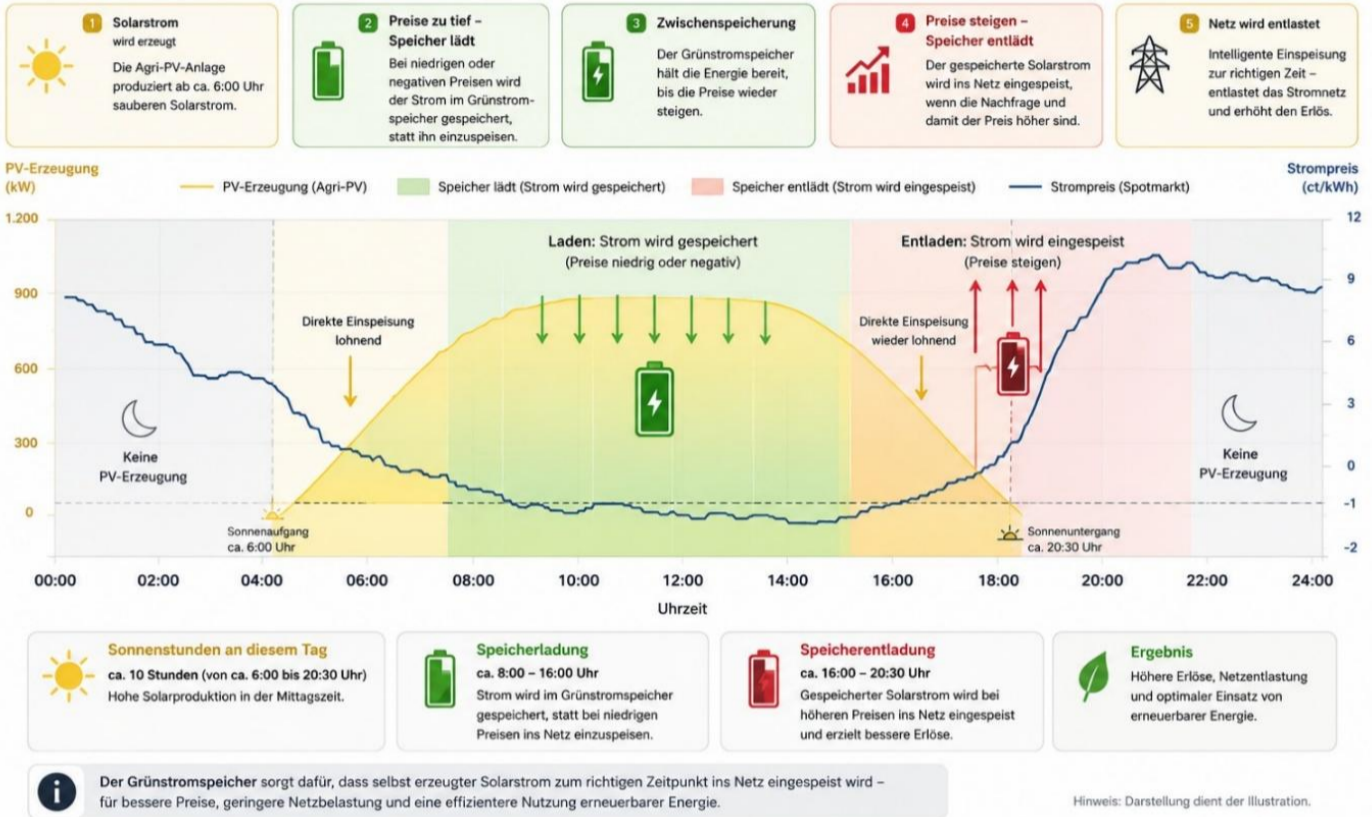 1 Solarstrom
wird erzeugt
Die Agri-PV-Anlage
produziert ab ca. 6:00 Uhr
sauberen Solarstrom.
2 Preise zu tief –
Speicher lädt
Bei niedrigen oder
negativen Preisen wird
der Strom im Grünstrom-
speicher gespeichert,
statt ihn einzuspeisen.
3 Zwischenspeicherung
Der Grünstromspeicher
hält die Energie bereit,
bis die Preise wieder
steigen.
4 Preise steigen –
Speicher entlädt
Der gespeicherte Solarstrom
wird ins Netz eingespeist,
wenn die Nachfrage und
damit der Preis höher sind.
5 Netz wird entlastet
Intelligente Einspeisung
zur richtigen Zeit –
entlastet das Stromnetz
und erhöht den Erlös.
PV-Erzeugung
(kW)
PV-Erzeugung (Agri-PV)
Speicher lädt (Strom wird gespeichert)
Speicher entlädt (Strom wird eingespeist)
Strompreis (Spotmarkt)
Strompreis
(ct/kWh)
1.200
900
600
300
0
12
9
6
3
0
-1
-2
Laden: Strom wird gespeichert
(Preise niedrig oder negativ)
Entladen: Strom wird eingespeist
(Preise steigen)
Direkte Einspeisung
lohnend
Direkte Einspeisung
wieder lohnend
Keine
PV-Erzeugung
Keine
PV-Erzeugung
Sonnenaufgang
ca. 6:00 Uhr
Sonnenuntergang
ca. 20:30 Uhr
00:00 02:00 04:00 06:00 08:00 10:00 12:00 14:00 16:00 18:00 20:00 22:00 24:00
Uhrzeit
Sonnenstunden an diesem Tag
ca. 10 Stunden (von ca. 6:00 bis 20:30 Uhr)
Hohe Solarproduktion in der Mittagszeit.
Speicherladung
ca. 8:00 – 16:00 Uhr
Strom wird im Grünstromspeicher
gespeichert, statt bei niedrigen
Preisen ins Netz einzuspeisen.
Speicherentladung
ca. 16:00 – 20:30 Uhr
Gespeicherter Solarstrom wird bei
höheren Preisen ins Netz eingespeist
und erzielt bessere Erlöse.
Ergebnis
Höhere Erlöse, Netzentlastung
und optimaler Einsatz von
erneuerbarer Energie.
i
Der Grünstromspeicher sorgt dafür, dass selbst erzeugter Solarstrom zum richtigen Zeitpunkt ins Netz eingespeist wird –
für bessere Preise, geringere Netzbelastung und eine effizientere Nutzung erneuerbarer Energie.
Hinweis: Darstellung dient der Illustration.